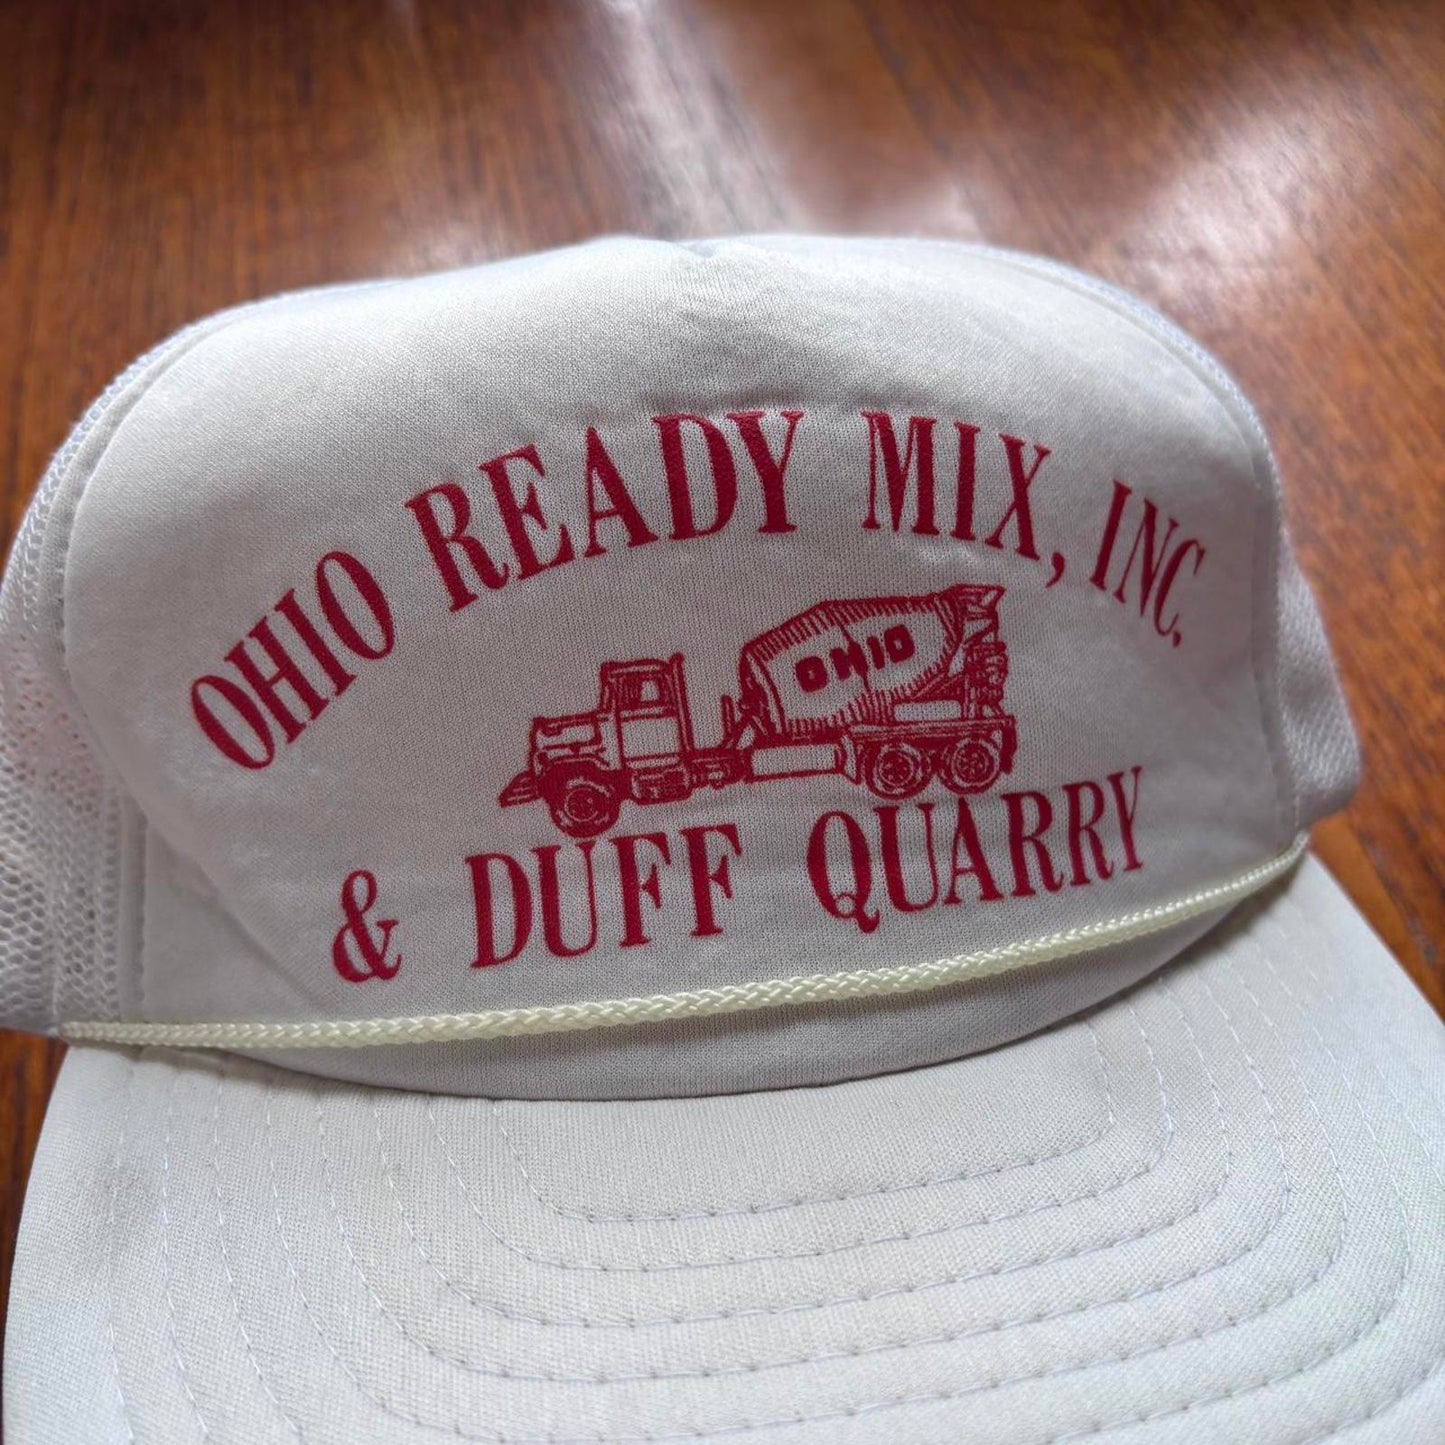 OHIO READY MIX, INC.
OHIO
& DUFF QUARRY